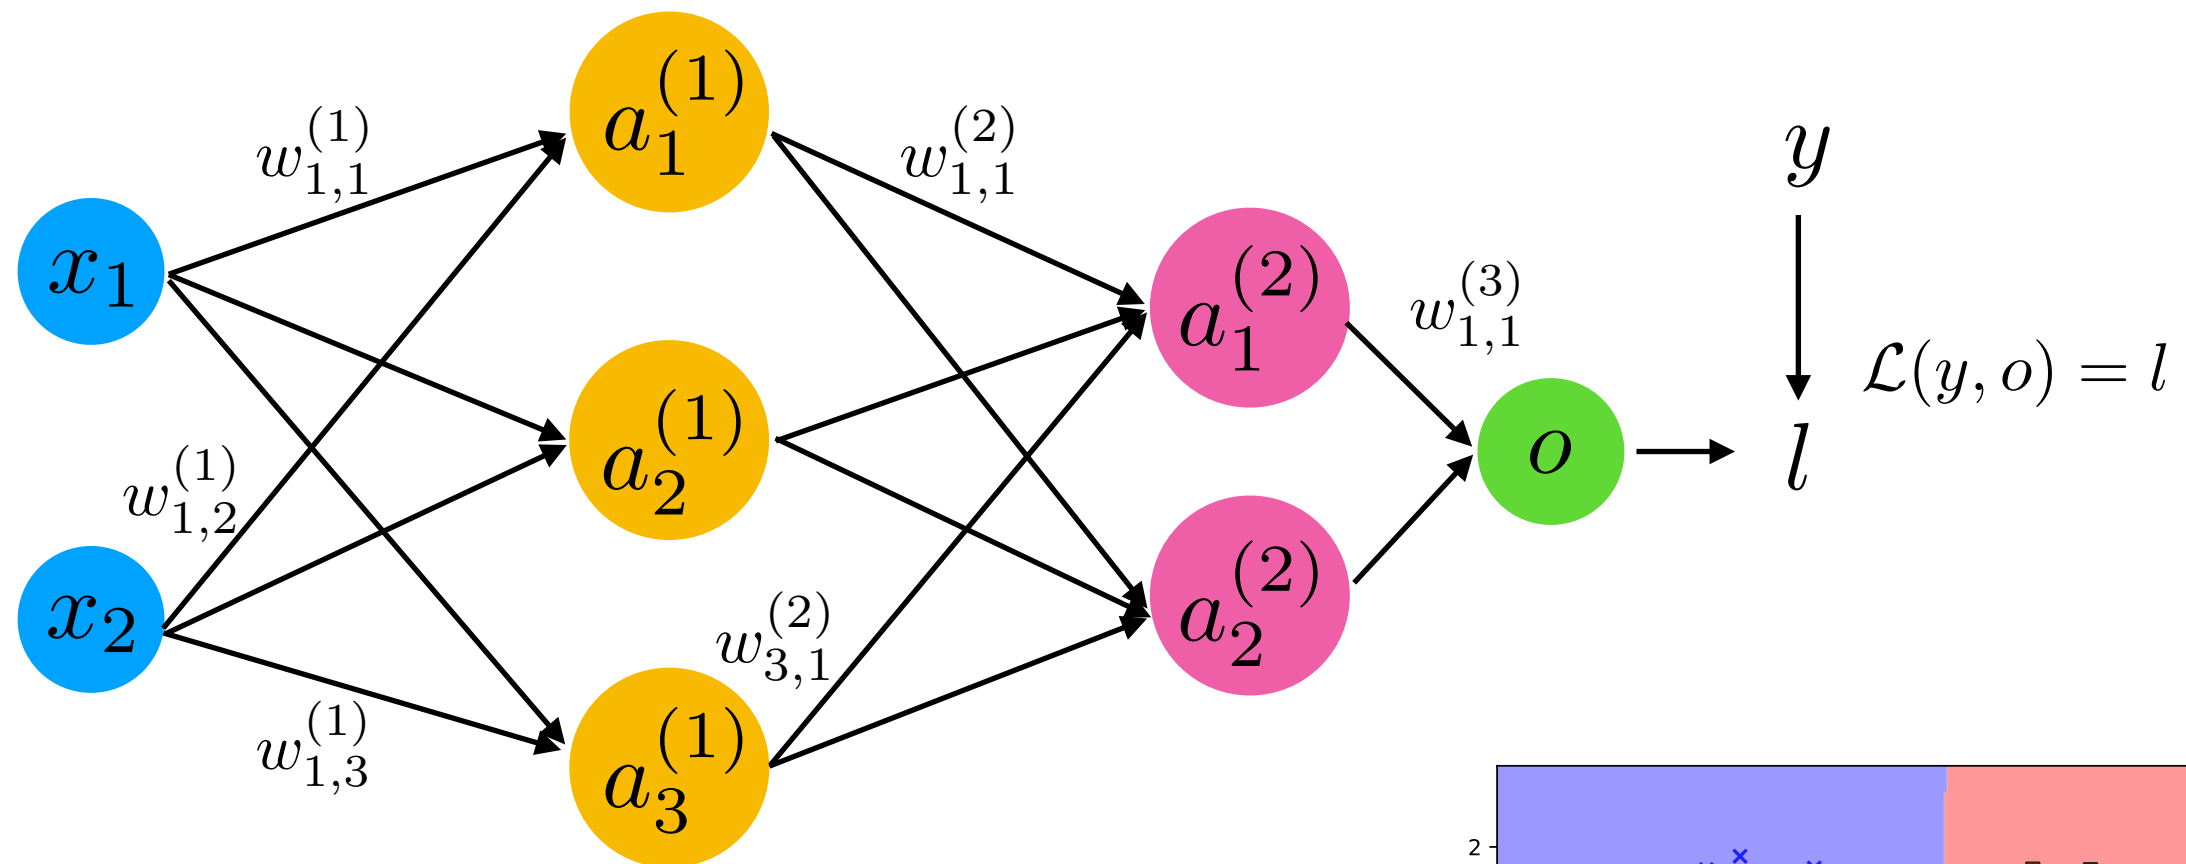 a_1^{(1)}
w_{1,1}^{(1)}
w_{1,1}^{(2)}
y
x_1
a_1^{(2)}
w_{1,1}^{(3)}
\mathcal{L}(y, o) = l
a_2^{(1)}
o
l
w_{1,2}^{(1)}
x_2
a_2^{(2)}
w_{3,1}^{(2)}
w_{1,3}^{(1)}
a_3^{(1)}
2